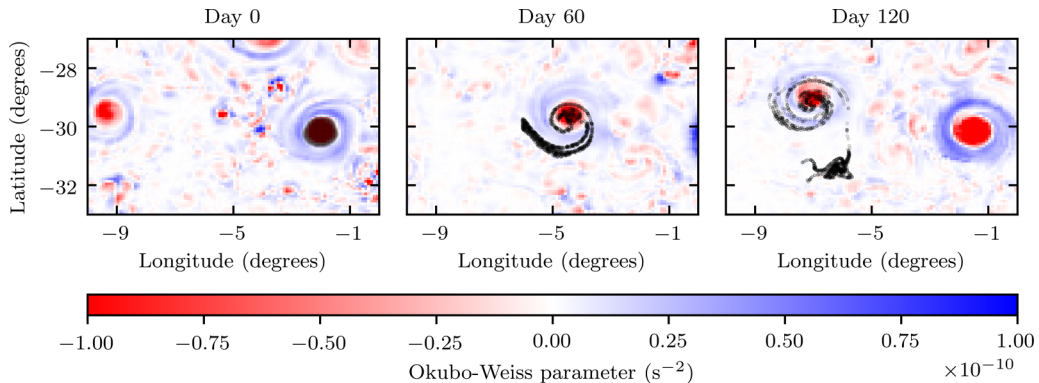 Day 0 Day 60 Day 120
Latitude (degrees)
−28
−30
−32
−9 −5 −1 −9 −5 −1 −9 −5 −1
Longitude (degrees) Longitude (degrees) Longitude (degrees)
−1.00 −0.75 −0.50 −0.25 0.00 0.25 0.50 0.75 1.00
×10⁻¹⁰
Okubo-Weiss parameter (s⁻²)